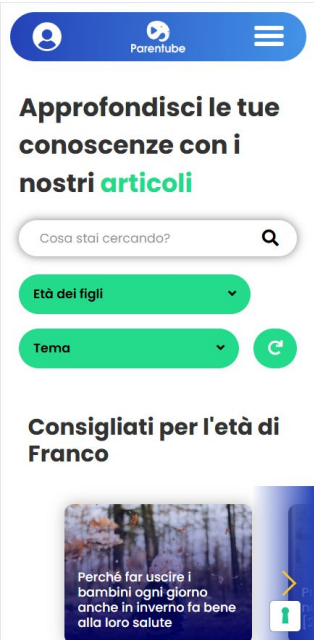 Parentube
Approfondisci le tue
conoscenze con i
nostri articoli
Cosa stai cercando?
Età dei figli
Tema
Consigliati per l'età di
Franco
Perché far uscire i
bambini ogni giorno
anche in inverno fa bene
alla loro salute